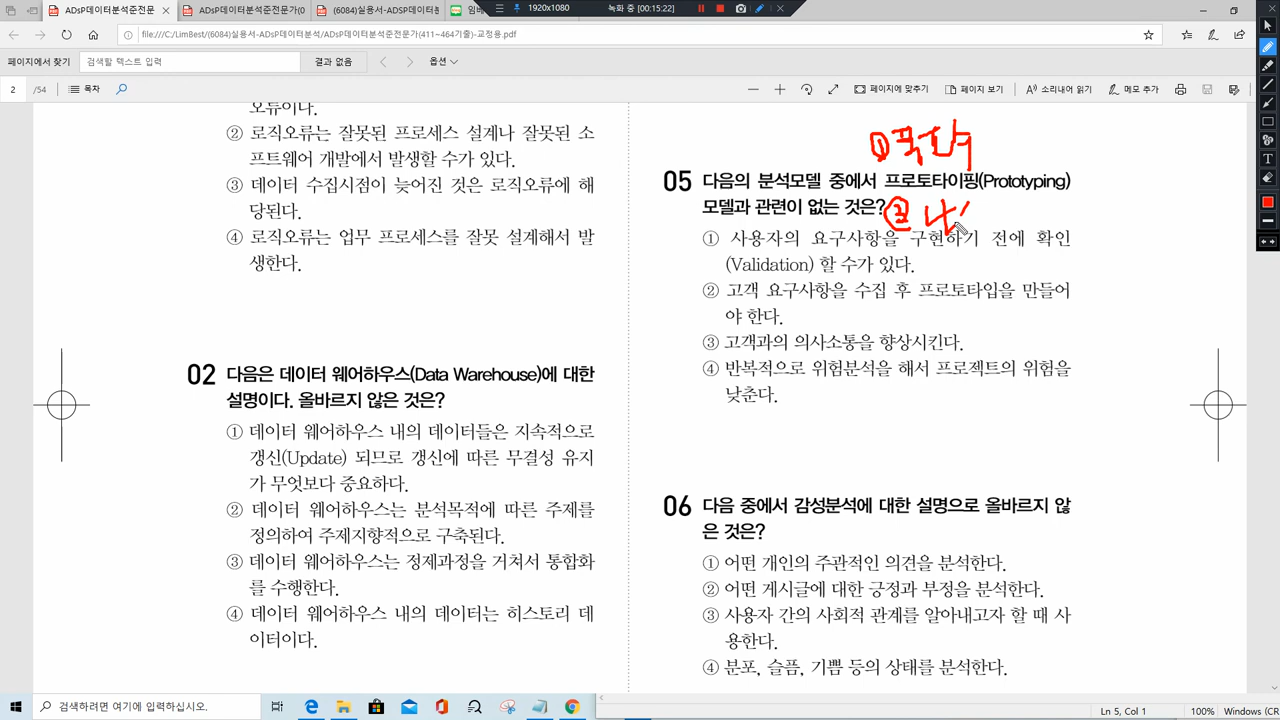 ADsP데이터분석준전문
ADsP데이터분석준전문가(0
(6084)실용서-ADsP데이터분
임
1920x1080
녹화 중 [00:15:22]
file:///C:/LimBest/(6084)실용서-ADsP데이터분석/ADsP데이터분석준전문가(411~464기출)-교정용.pdf
페이지에서 찾기
검색할 텍스트 입력
결과 없음
옵션
2 /54
목차
페이지에 맞추기
페이지 보기
소리내어 읽기
메모 추가
오류이다.
② 로직오류는 잘못된 프로세스 설계나 잘못된 소
프트웨어 개발에서 발생할 수가 있다.
③ 데이터 수집시점이 늦어진 것은 로직오류에 해
당된다.
④ 로직오류는 업무 프로세스를 잘못 설계해서 발
생한다.
02 다음은 데이터 웨어하우스(Data Warehouse)에 대한
설명이다. 올바르지 않은 것은?
① 데이터 웨어하우스 내의 데이터들은 지속적으로
갱신(Update) 되므로 갱신에 따른 무결성 유지
가 무엇보다 중요하다.
② 데이터 웨어하우스는 분석목적에 따른 주제를
정의하여 주제지향적으로 구축된다.
③ 데이터 웨어하우스는 정제과정을 거쳐서 통합화
를 수행한다.
④ 데이터 웨어하우스 내의 데이터는 히스토리 데
이터이다.
①
05 다음의 분석모델 중에서 프로토타이핑(Prototyping)
모델과 관련이 없는 것은?
② 나
① 사용자의 요구사항을 구현하기 전에 확인
(Validation) 할 수가 있다.
② 고객 요구사항을 수집 후 프로토타입을 만들어
야 한다.
③ 고객과의 의사소통을 향상시킨다.
④ 반복적으로 위험분석을 해서 프로젝트의 위험을
낮춘다.
06 다음 중에서 감성분석에 대한 설명으로 올바르지 않
은 것은?
① 어떤 개인의 주관적인 의견을 분석한다.
② 어떤 게시글에 대한 긍정과 부정을 분석한다.
③ 사용자 간의 사회적 관계를 알아내고자 할 때 사
용한다.
④ 분포, 슬픔, 기쁨 등의 상태를 분석한다.
검색하려면 여기에 입력하십시오.
Ln 5, Col 1
100%
Windows (CR